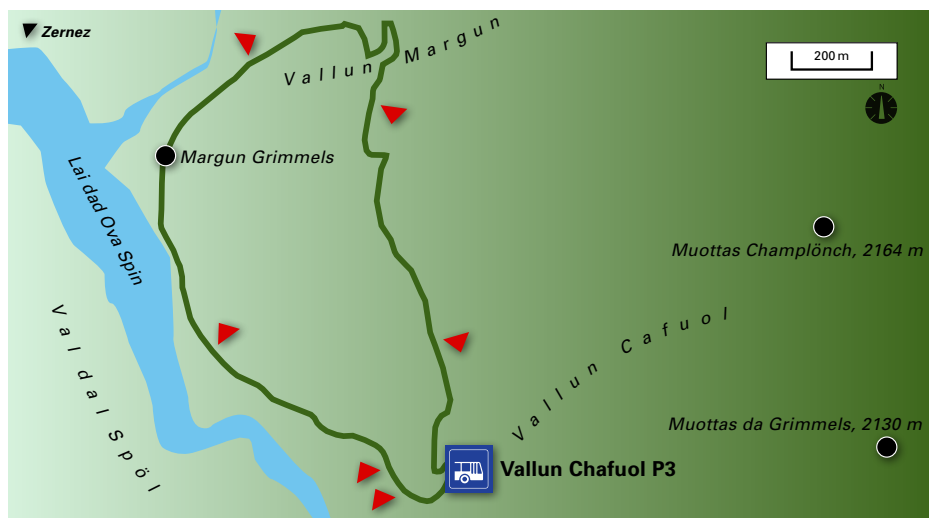 Zernez
Vallun Margun
200 m
N
Margun Grimmels
Lai dad Ova Spin
Muottas Champlönch, 2164 m
Val dal Spöl
Vallun Cafuol
Muottas da Grimmels, 2130 m
Vallun Chafuol P3